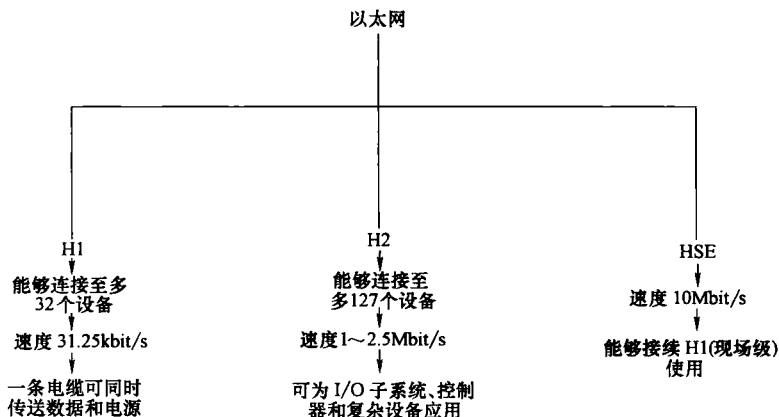 以太网
H1
能够连接至多
32个设备
速度 31.25kbit/s
一条电缆可同时
传送数据和电源
H2
能够连接至
多127个设备
速度1～2.5Mbit/s
可为 I/O 子系统、控制
器和复杂设备应用
HSE
速度 10Mbit/s
能够接续 H1(现场级)
使用